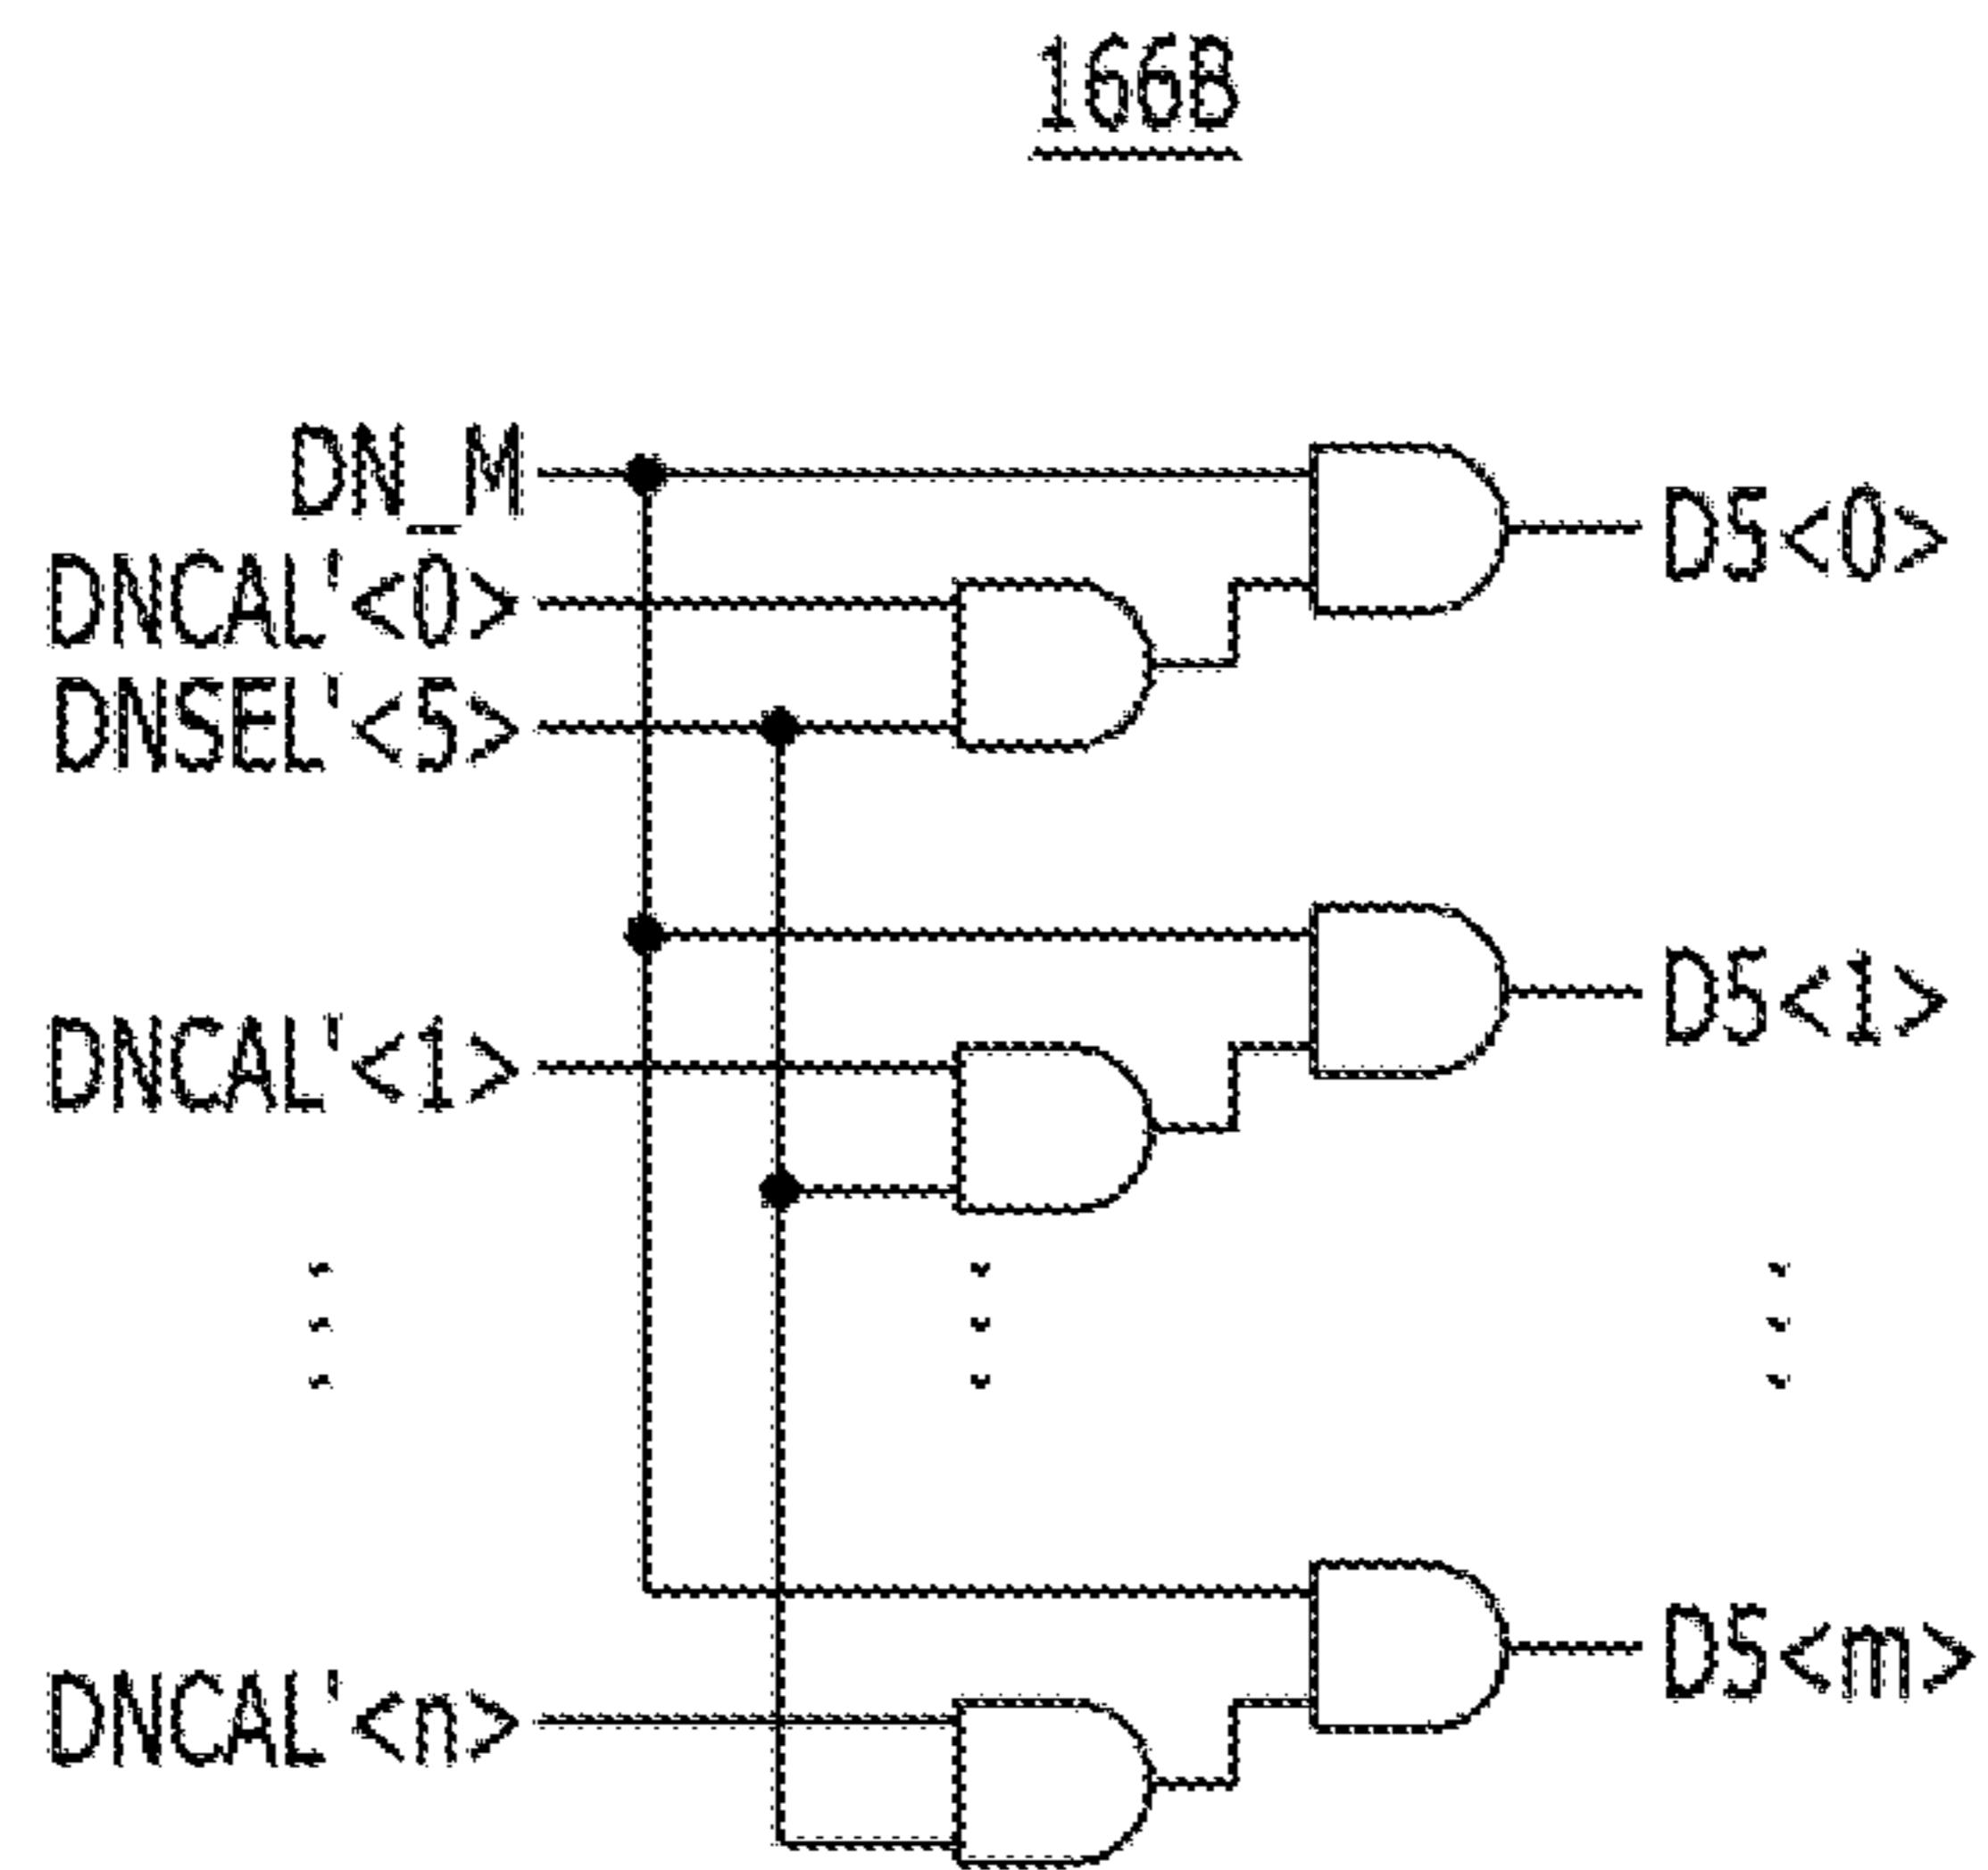 166B
DN_M
DNCAL'<0>
DNSEL'<5>
D5<0>
DNCAL'<1>
D5<1>
DNCAL'<n>
D5<m>